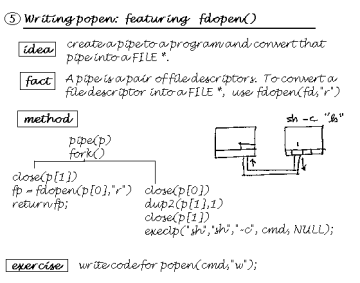 ⑤ Writing popen: featuring fdopen()
idea create a pipe to a program and convert that
pipe into a FILE *.
fact A pipe is a pair of file descriptors. To convert a
file descriptor into a FILE *, use fdopen(fd,"r")
method
sh -c "ls"
pipe(p)
fork()
close(p[1])
fp = fdopen(p[0],"r")
return fp;
close(p[0])
dup2(p[1],1)
close(p[1])
execlp("sh","sh","-c", cmd, NULL);
exercise write code for popen(cmd,"w");